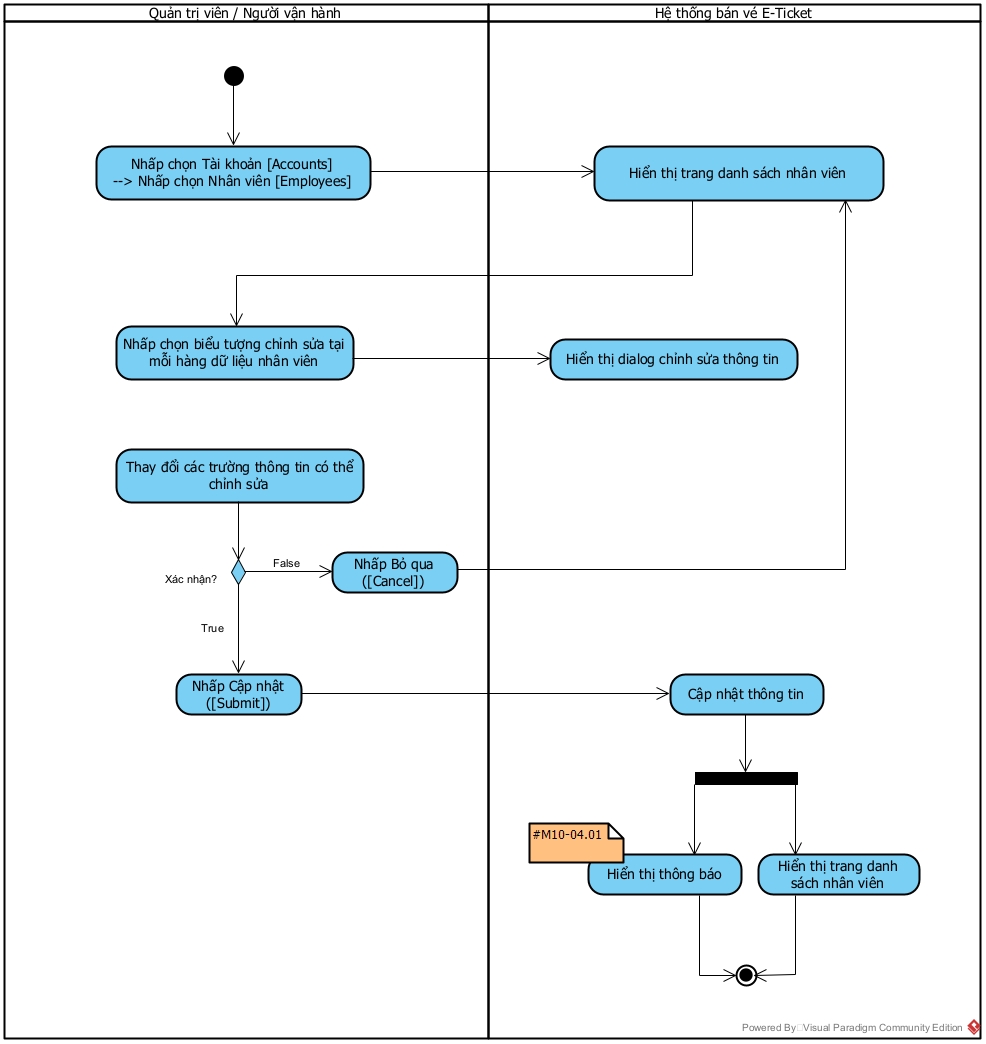 Quản trị viên / Người vận hành
Hệ thống bán vé E-Ticket
Nhấp chọn Tài khoản [Accounts]
--> Nhấp chọn Nhân viên [Employees]
Hiển thị trang danh sách nhân viên
Nhấp chọn biểu tượng chỉnh sửa tại
mỗi hàng dữ liệu nhân viên
Hiển thị dialog chỉnh sửa thông tin
Thay đổi các trường thông tin có thể
chỉnh sửa
Xác nhận?
False
Nhấp Bỏ qua
([Cancel])
True
Nhấp Cập nhật
([Submit])
Cập nhật thông tin
#M10-04.01
Hiển thị thông báo
Hiển thị trang danh
sách nhân viên
Powered By Visual Paradigm Community Edition